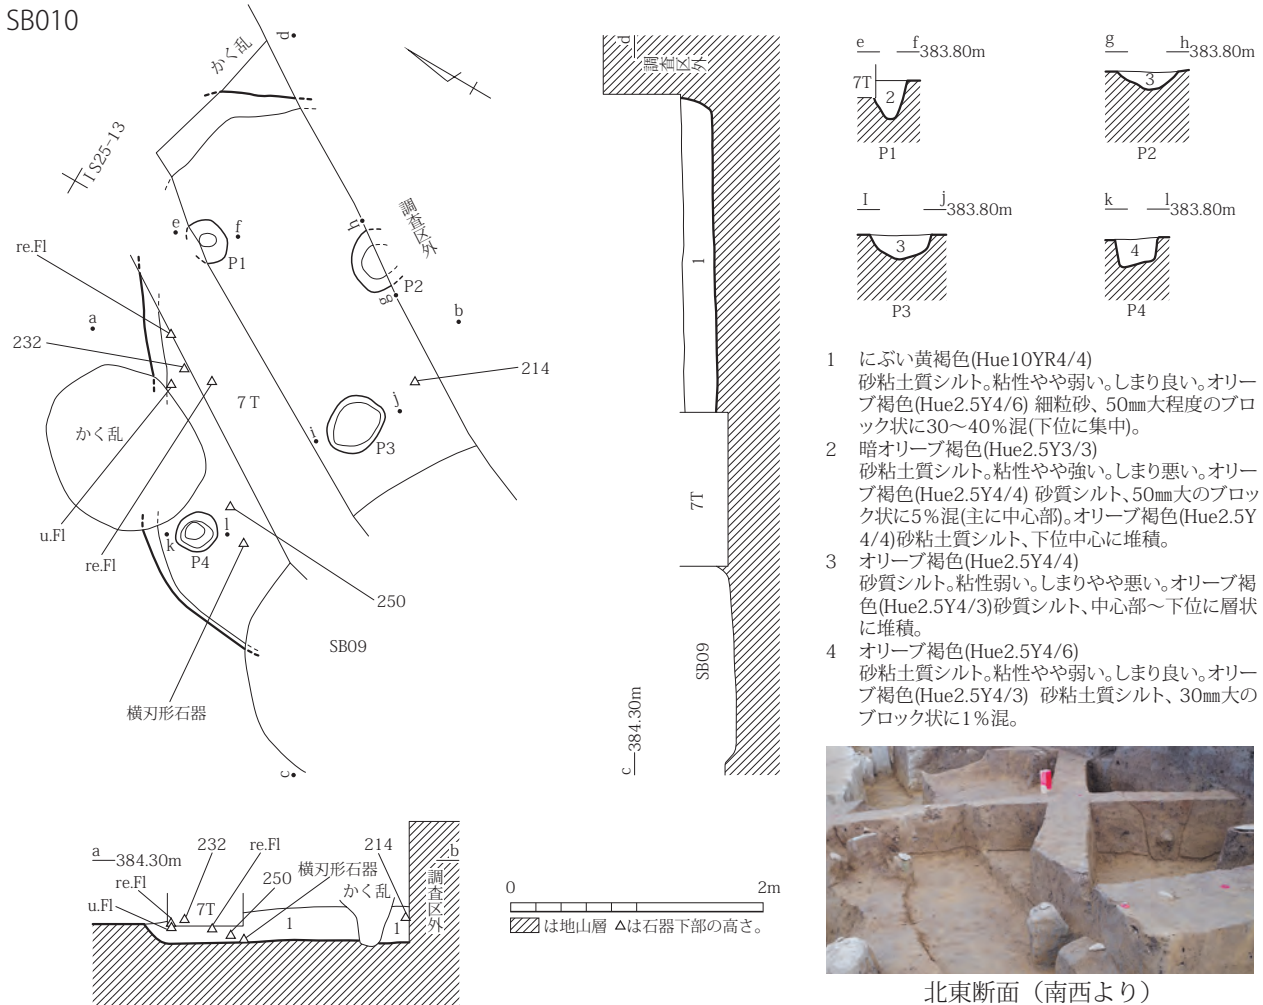 SB010
かく乱
d
I S25-13
e
f
P1
h
調査区外
P2
g
re.Fl
a
b
232
214
7 T
j
かく乱
i
P3
u.Fl
k
l
P4
re.Fl
250
SB09
横刃形石器
c
d
調査区外
1
7T
SB09
c
384.30m
e
f
383.80m
7T
2
P1
g
h
383.80m
3
P2
I
j
383.80m
3
P3
k
l
383.80m
4
P4
1 にぶい黄褐色(Hue10YR4/4)
砂粘土質シルト。粘性やや弱い。しまり良い。オリー
ブ褐色(Hue2.5Y4/6) 細粒砂、50㎜大程度のブロ
ック状に30～40％混(下位に集中)。
2 暗オリーブ褐色(Hue2.5Y3/3)
砂粘土質シルト。粘性やや強い。しまり悪い。オリー
ブ褐色(Hue2.5Y4/4) 砂質シルト、50㎜大のブロッ
ク状に5％混(主に中心部)。オリーブ褐色(Hue2.5Y
4/4)砂粘土質シルト、下位中心に堆積。
3 オリーブ褐色(Hue2.5Y4/4)
砂質シルト。粘性弱い。しまりやや悪い。オリーブ褐
色(Hue2.5Y4/3)砂質シルト、中心部～下位に層状
に堆積。
4 オリーブ褐色(Hue2.5Y4/6)
砂粘土質シルト。粘性やや弱い。しまり良い。オリー
ブ褐色(Hue2.5Y4/3) 砂粘土質シルト、30㎜大の
ブロック状に1％混。
a
384.30m
232
re.Fl
214
b
re.Fl
横刃形石器
250
かく乱
u.Fl
7T
1
1
調査区外
0
2m
は地山層 △は石器下部の高さ。
北東断面（南西より）